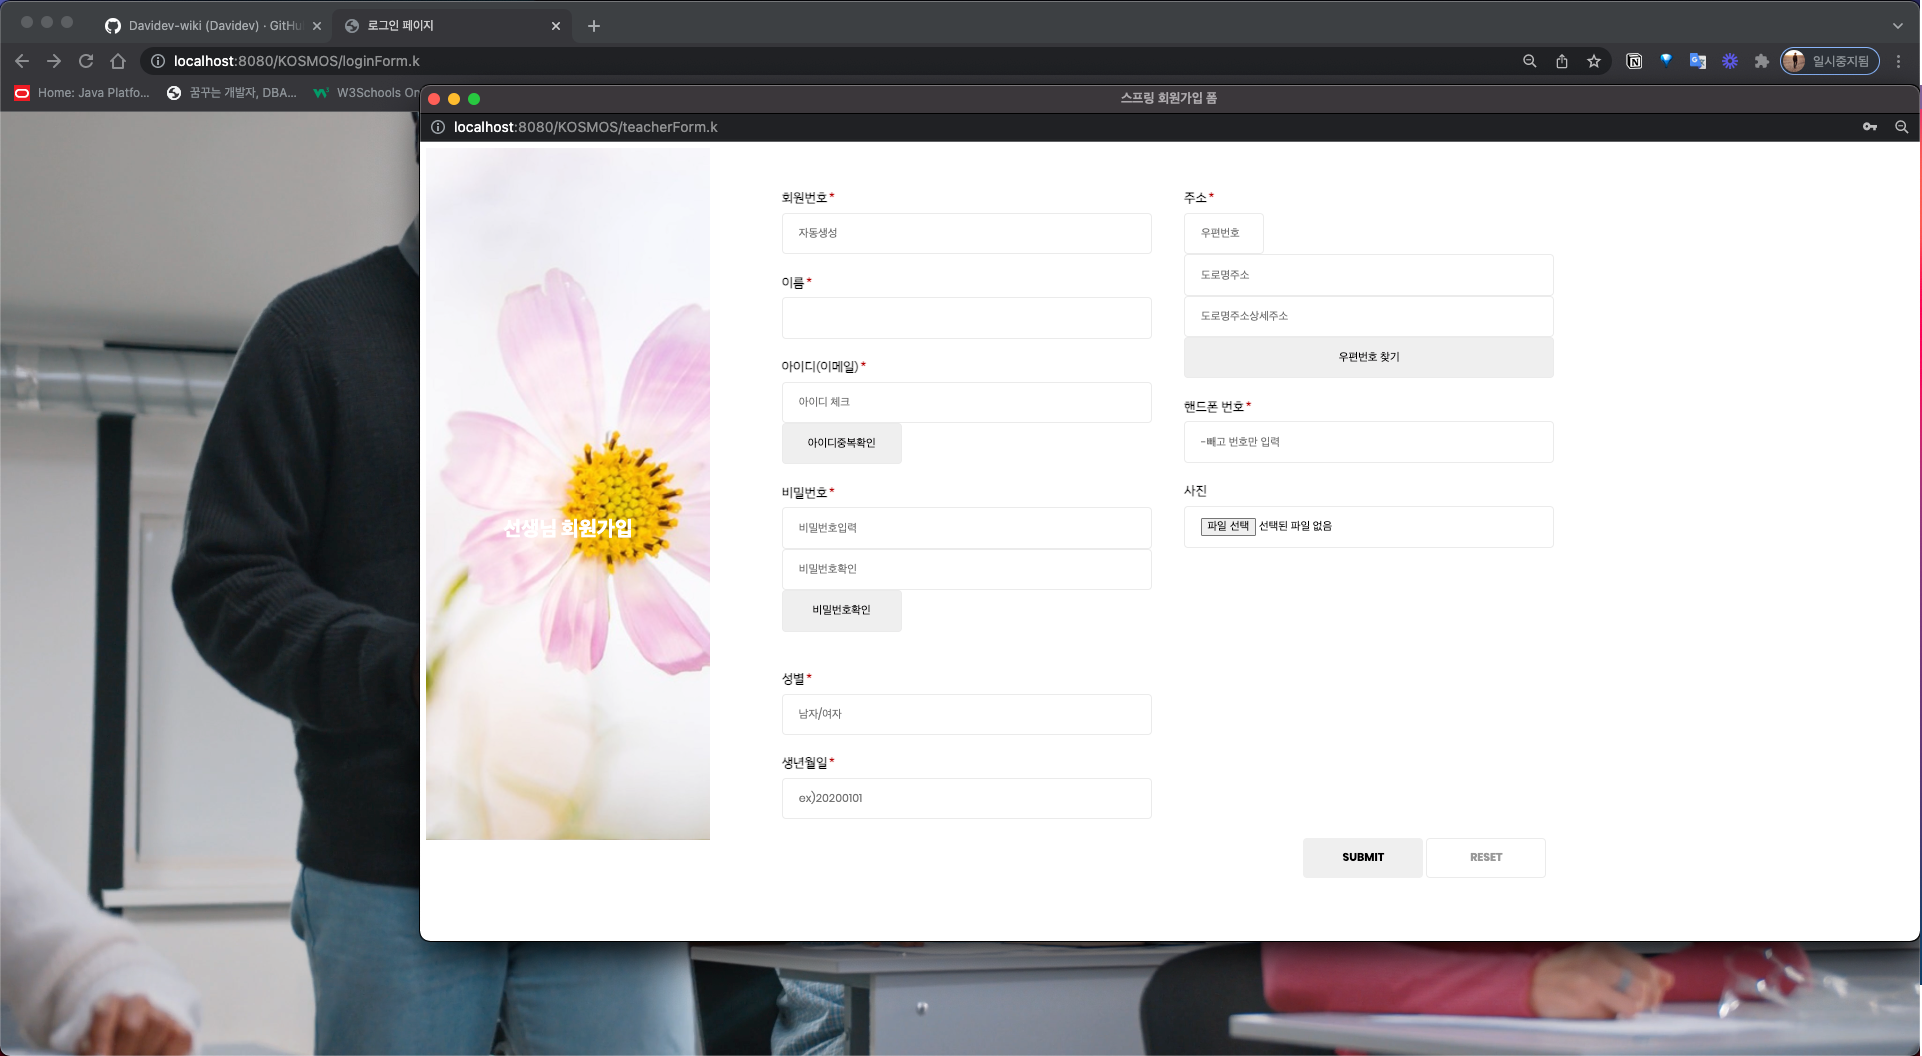 Davidev-wiki (Davidev) · GitHu
로그인 페이지
localhost:8080/KOSMOS/loginForm.k
일시중지됨
Home: Java Platfo...
꿈꾸는 개발자, DBA...
W3Schools On
스프링 회원가입 폼
localhost:8080/KOSMOS/teacherForm.k
선생님 회원가입
회원번호*
자동생성
이름*
아이디(이메일)*
아이디 체크
아이디중복확인
비밀번호*
비밀번호입력
비밀번호확인
비밀번호확인
성별*
남자/여자
생년월일*
ex)20200101
주소*
우편번호
도로명주소
도로명주소상세주소
우편번호 찾기
핸드폰 번호*
-빼고 번호만 입력
사진
파일 선택 선택된 파일 없음
SUBMIT
RESET